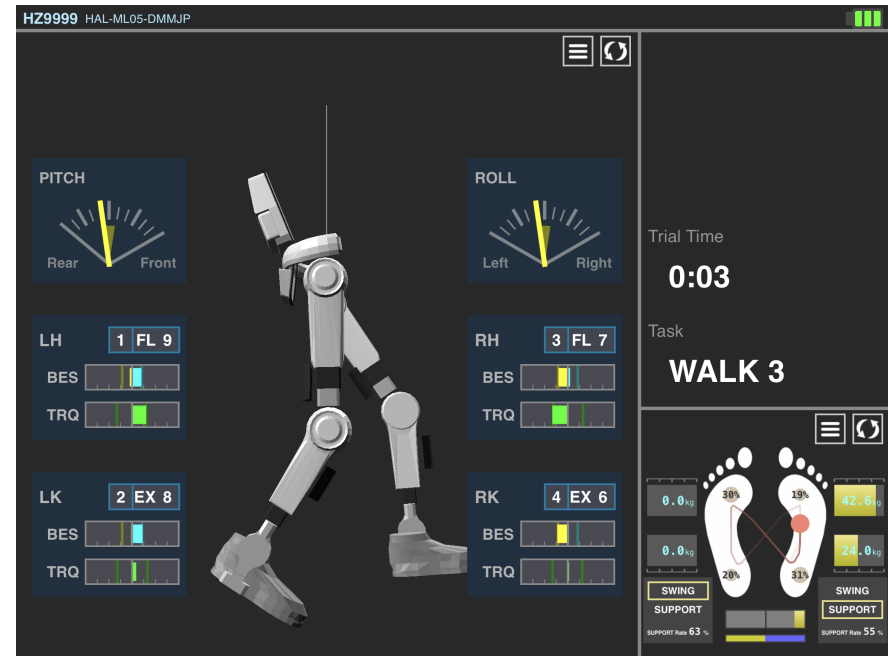 HZ9999 HAL-ML05-DMMJP
PITCH
Rear Front
ROLL
Left Right
LH 1 FL 9
BES
TRQ
RH 3 FL 7
BES
TRQ
LK 2 EX 8
BES
TRQ
RK 4 EX 6
BES
TRQ
Trial Time
0:03
Task
WALK 3
30% 19%
0.0kg 42.6kg
0.0kg 24.0kg
20% 31%
SWING
SUPPORT
SUPPORT Rate 63 %
SWING
SUPPORT
SUPPORT Rate 55 %